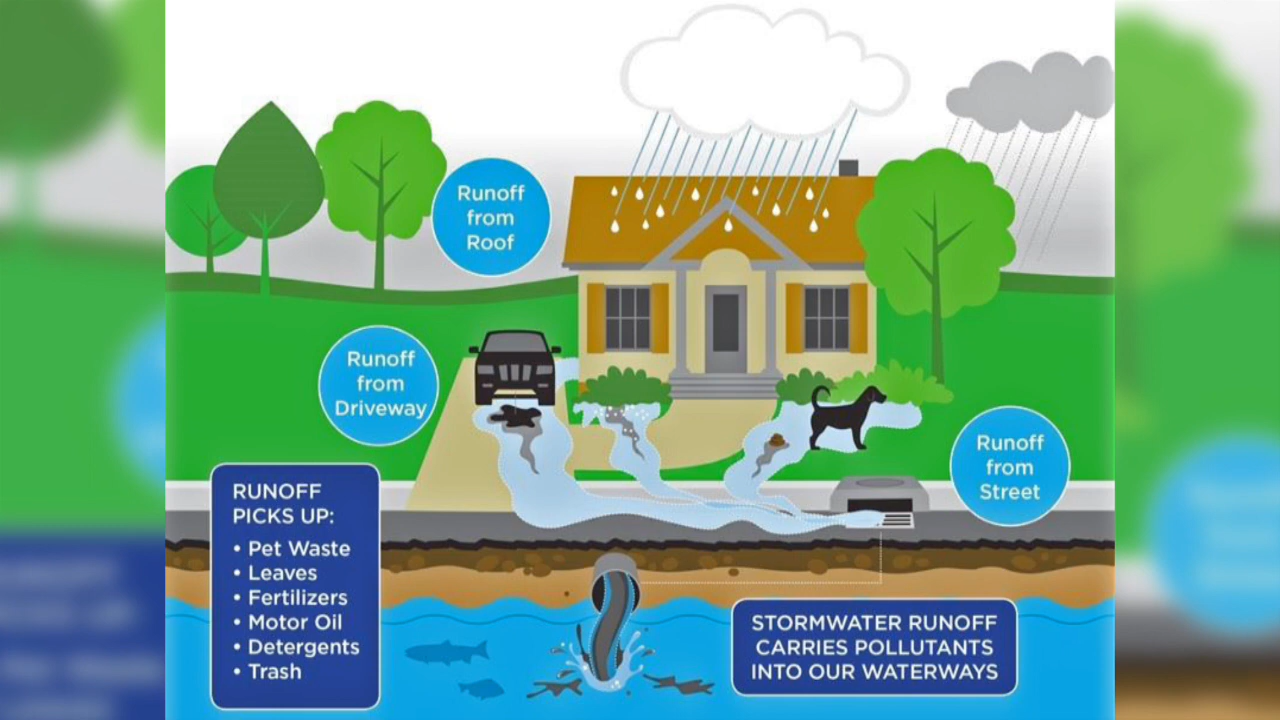 Runoff
from
Roof
Runoff
from
Driveway
Runoff
from
Street
RUNOFF
PICKS UP:
• Pet Waste
• Leaves
• Fertilizers
• Motor Oil
• Detergents
• Trash
STORMWATER RUNOFF
CARRIES POLLUTANTS
INTO OUR WATERWAYS